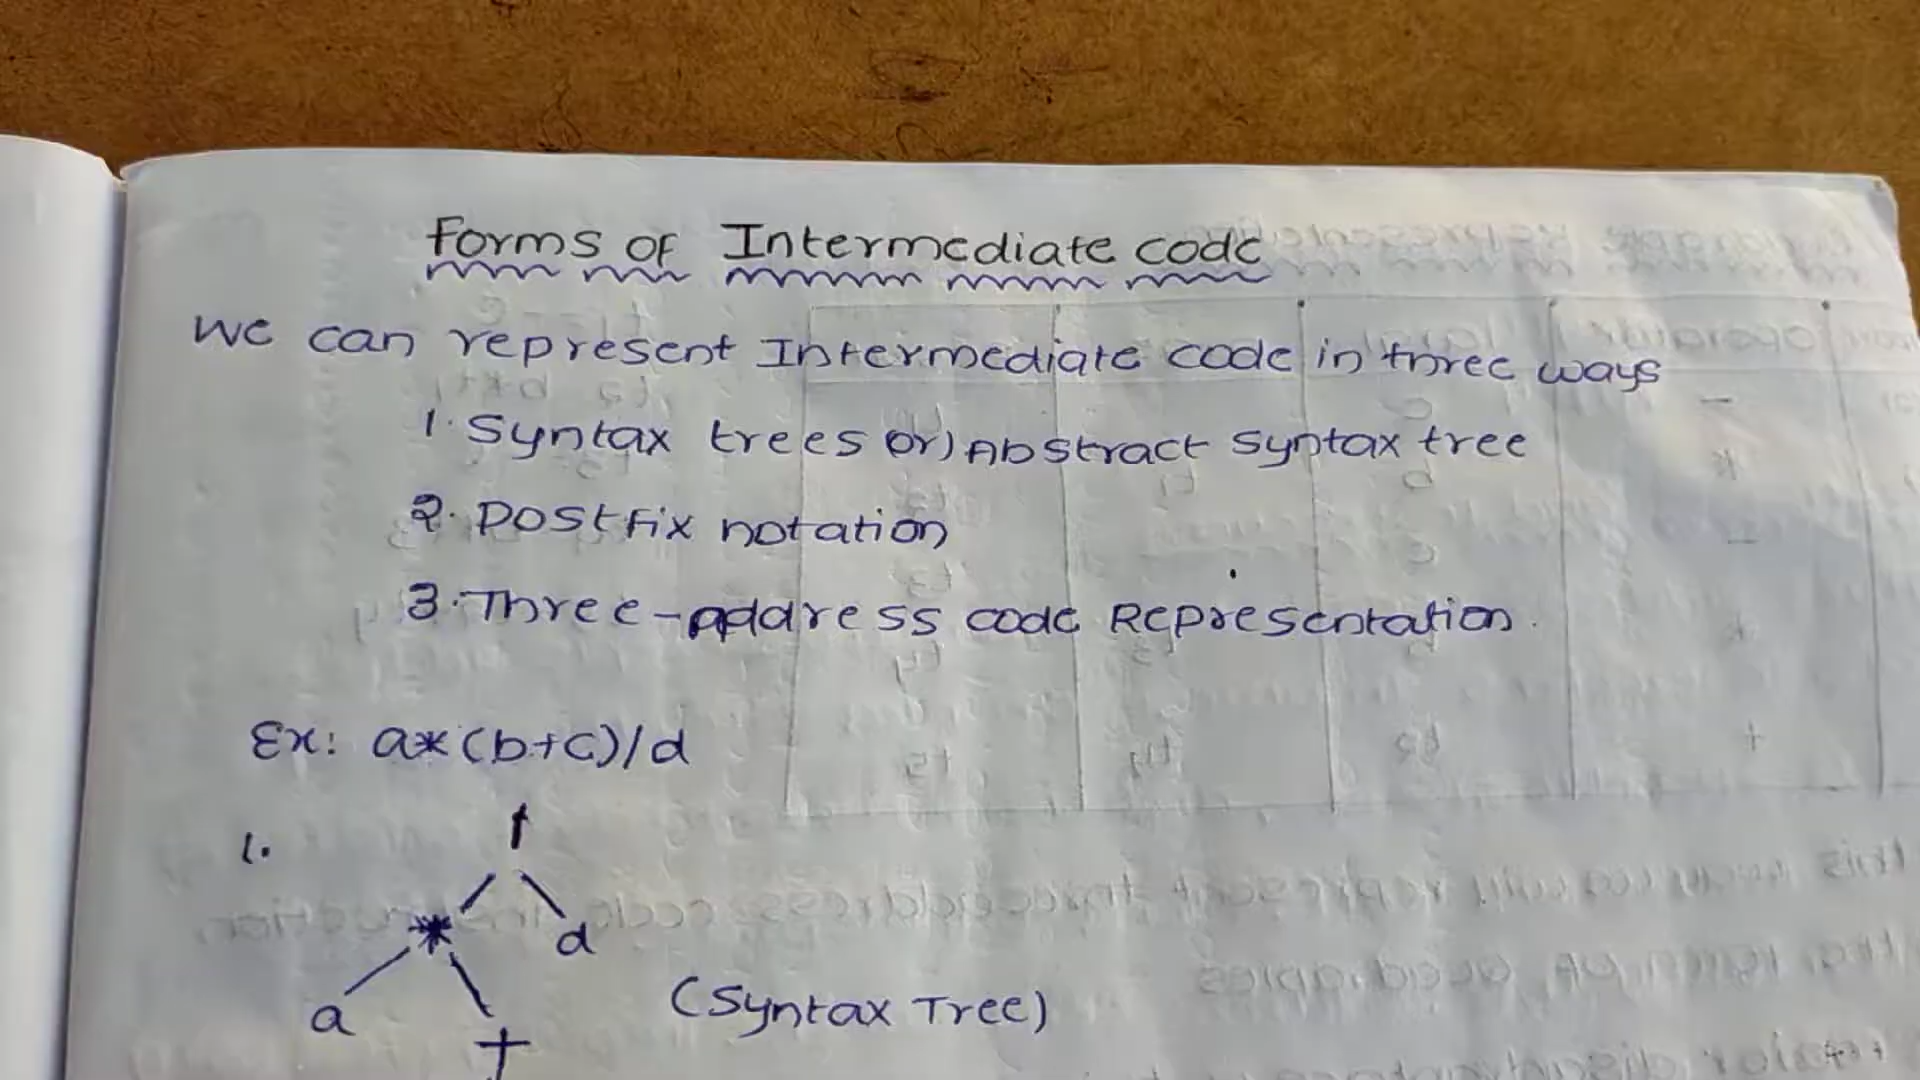 Forms of Intermediate code
We can represent Intermediate code in three ways
1. Syntax trees or) Abstract syntax tree
2. Postfix notation
3. Three-address code Representation.
Ex: a*(b+c)/d
1.
/
* d
a
(Syntax Tree)
+